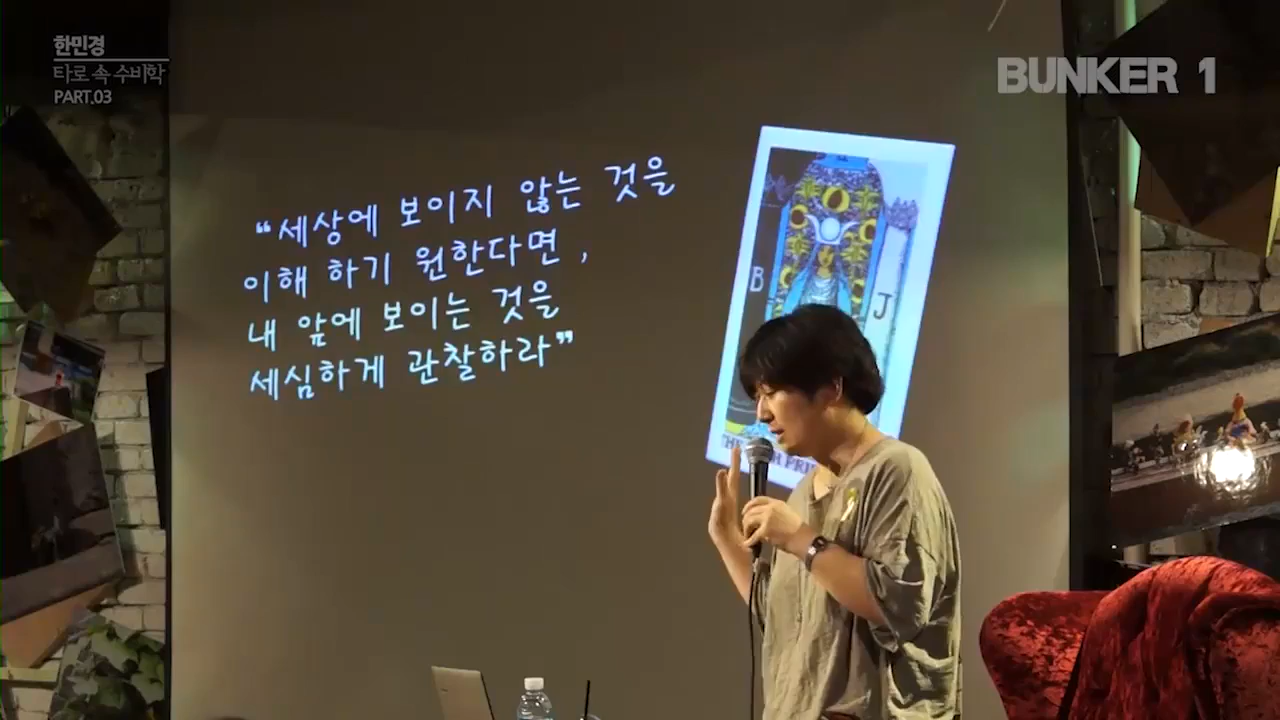 한민경
타로 속 수비학
PART.03
BUNKER 1
“세상에 보이지 않는 것을
이해 하기 원한다면,
내 앞에 보이는 것을
세심하게 관찰하라”
B
J